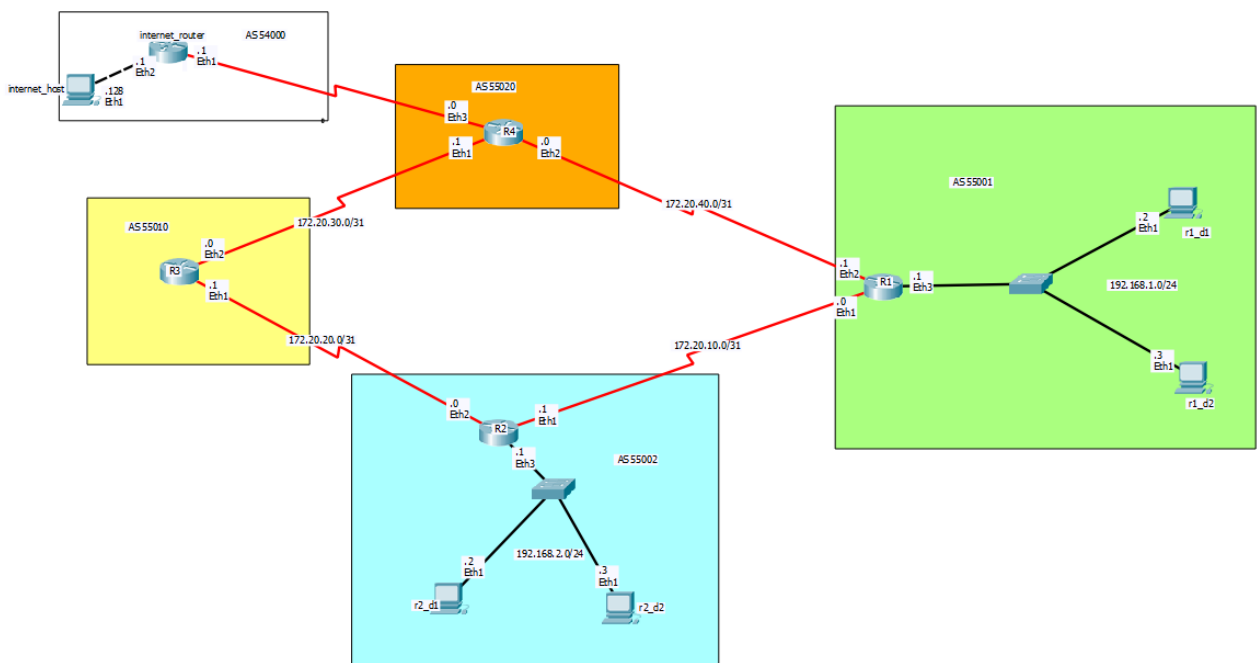 internet_router
AS 54000
.1
Eth1
.1
Eth2
internet_host
.128
Eth1
AS 55020
.0
Eth3
R4
.1
Eth1
.0
Eth2
172.20.30.0/31
172.20.40.0/31
AS 55010
.0
Eth2
R3
.1
Eth1
172.20.20.0/31
AS 55001
.2
Eth1
r1_d1
.1
Eth2
R1
.1
Eth3
.0
Eth1
192.168.1.0/24
.3
Eth1
r1_d2
172.20.10.0/31
.0
Eth2
.1
Eth1
R2
.1
Eth3
AS 55002
192.168.2.0/24
.2
Eth1
r2_d1
.3
Eth1
r2_d2